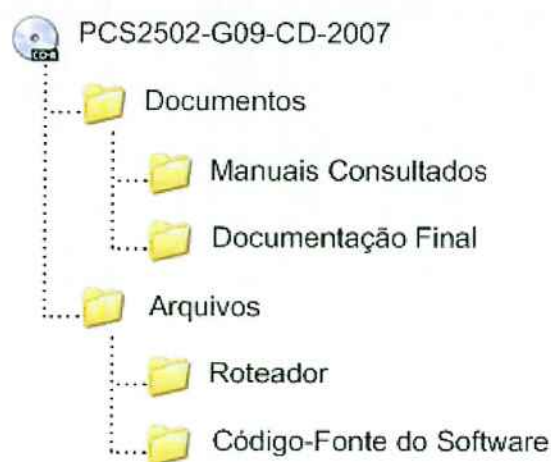 PCS2502-G09-CD-2007
Documentos
Manuais Consultados
Documentação Final
Arquivos
Roteador
Código-Fonte do Software